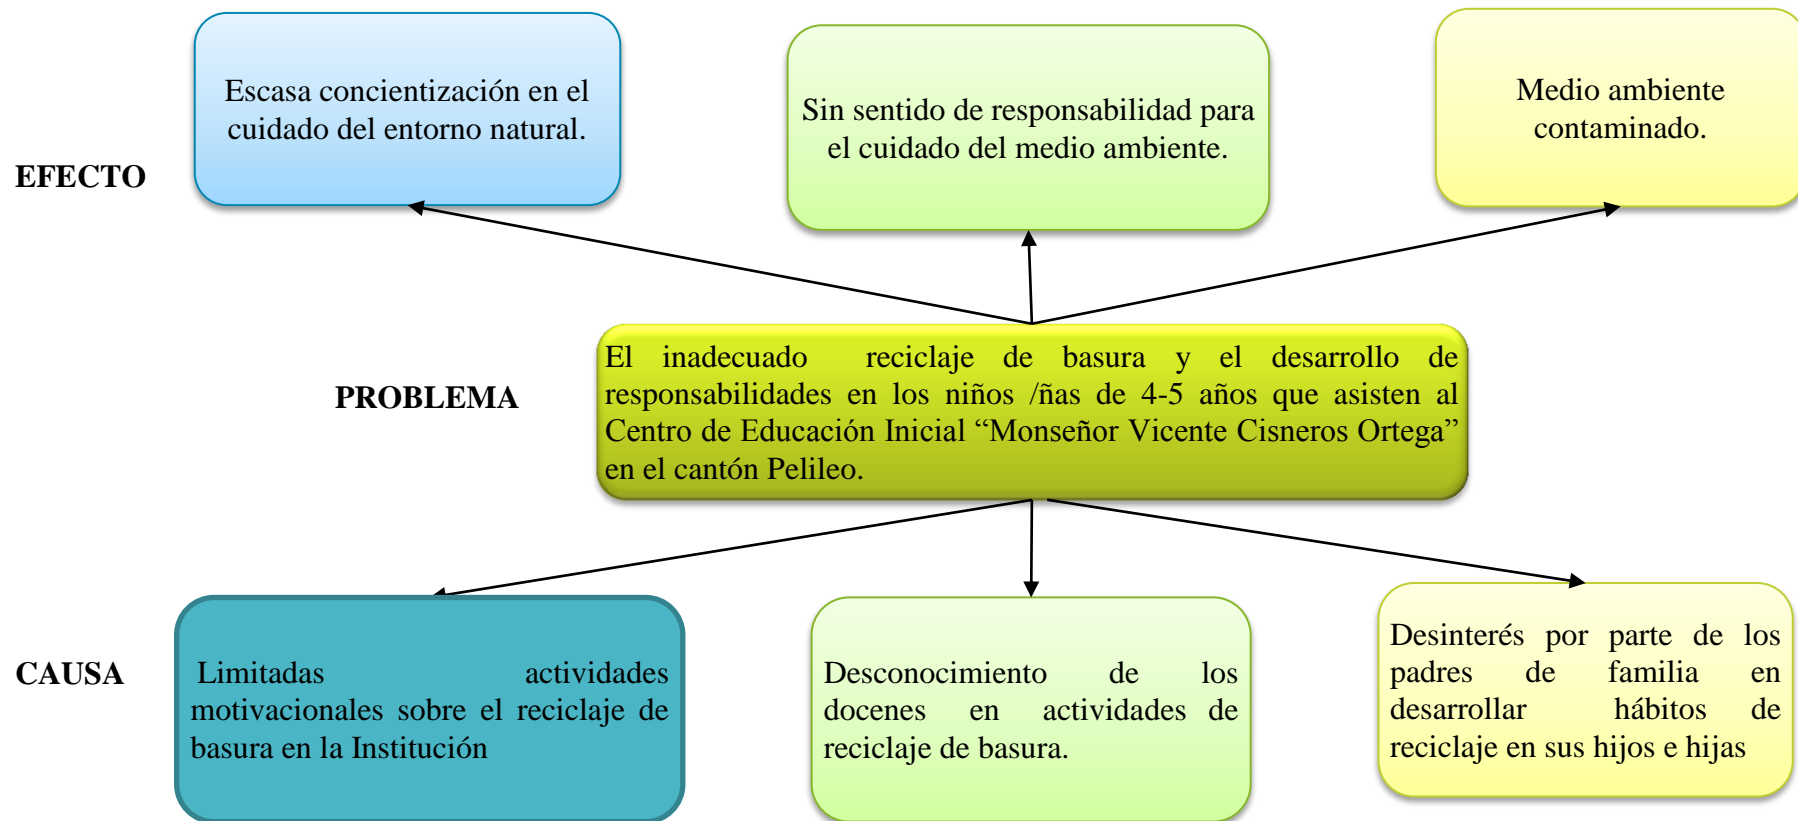 Escasa concientización en el
cuidado del entorno natural.
Sin sentido de responsabilidad para
el cuidado del medio ambiente.
Medio ambiente
contaminado.
EFECTO
PROBLEMA
El inadecuado reciclaje de basura y el desarrollo de
responsabilidades en los niños /ñas de 4-5 años que asisten al
Centro de Educación Inicial “Monseñor Vicente Cisneros Ortega”
en el cantón Pelileo.
CAUSA
Limitadas actividades
motivacionales sobre el reciclaje de
basura en la Institución
Desconocimiento de los
docenes en actividades de
reciclaje de basura.
Desinterés por parte de los
padres de familia en
desarrollar hábitos de
reciclaje en sus hijos e hijas